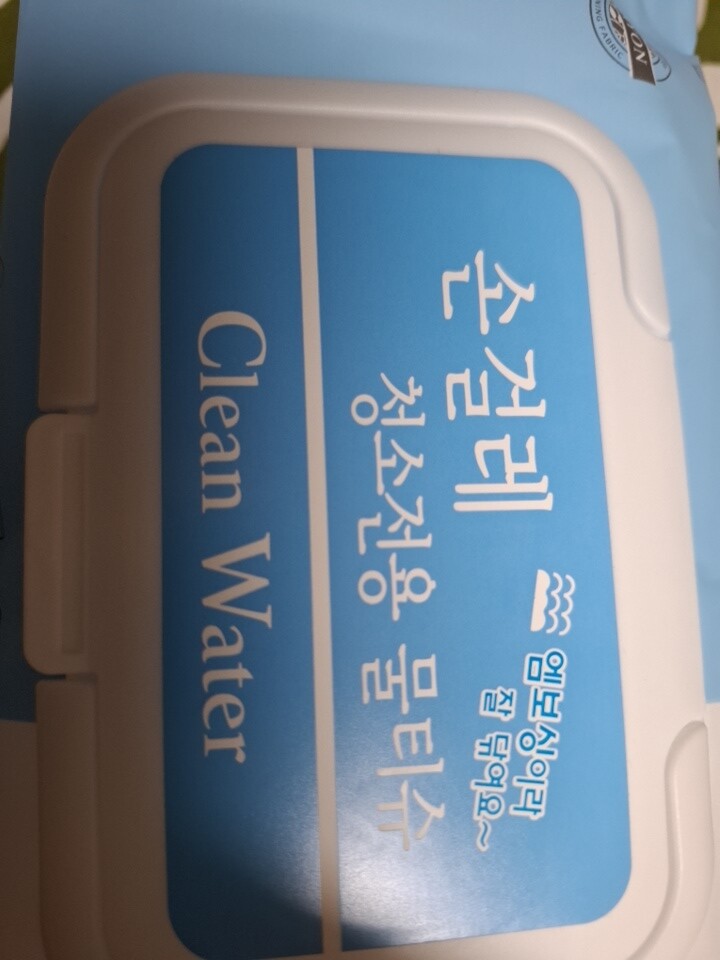 손걸레
엠보싱이라
잘 닦여요~
청소전용 물티슈
Clean Water